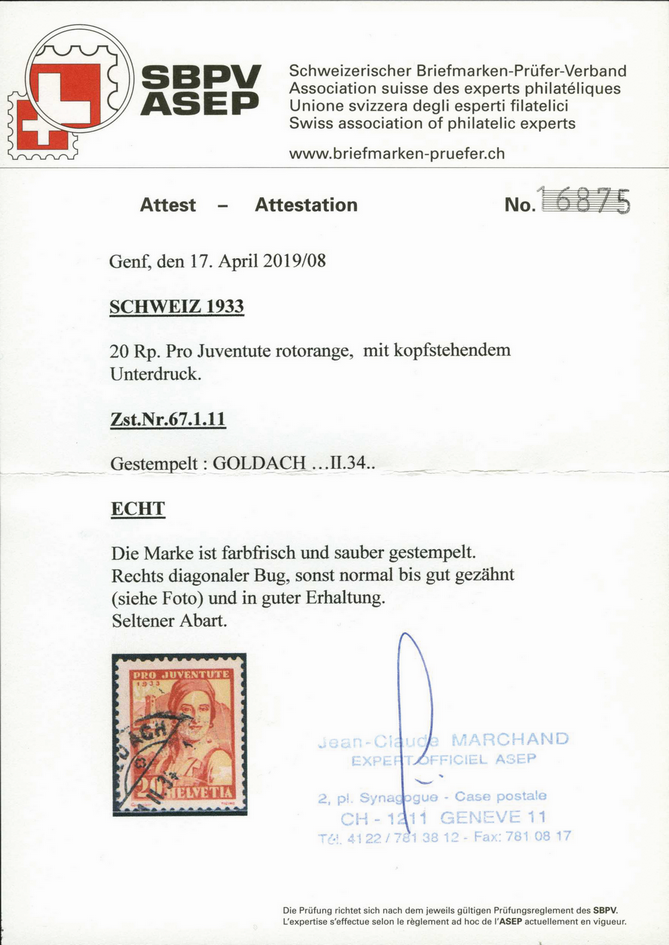 SBPV
ASEP
Schweizerischer Briefmarken-Prüfer-Verband
Association suisse des experts philatéliques
Unione svizzera degli esperti filatelici
Swiss association of philatelic experts
www.briefmarken-pruefer.ch
Attest – Attestation No. 16875
Genf, den 17. April 2019/08
SCHWEIZ 1933
20 Rp. Pro Juventute rotorange, mit kopfstehendem
Unterdruck.
Zst.Nr.67.1.11
Gestempelt : GOLDACH ...II.34..
ECHT
Die Marke ist farbfrisch und sauber gestempelt.
Rechts diagonaler Bug, sonst normal bis gut gezähnt
(siehe Foto) und in guter Erhaltung.
Seltener Abart.
PRO JUVENTUTE
1933
DACH
II.34
20 HELVETIA
Jean-Claude MARCHAND
EXPERT OFFICIEL ASEP
2, pl. Synagogue - Case postale
CH - 1211 GENEVE 11
Tél. 41 22 / 781 38 12 - Fax: 781 08 17
Die Prüfung richtet sich nach dem jeweils gültigen Prüfungsreglement des SBPV.
L'expertise s'effectue selon le règlement ad hoc de l'ASEP actuellement en vigueur.